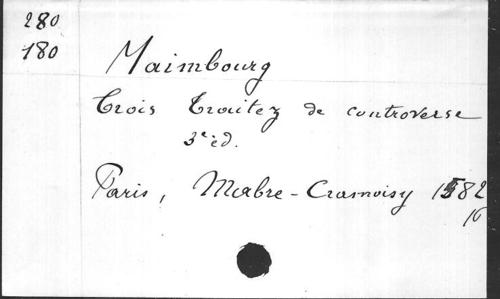 280
180
Maimbourg
Trois Traitez de controverse
3e éd.
Paris, Mabre-Cramoisy 1682
16